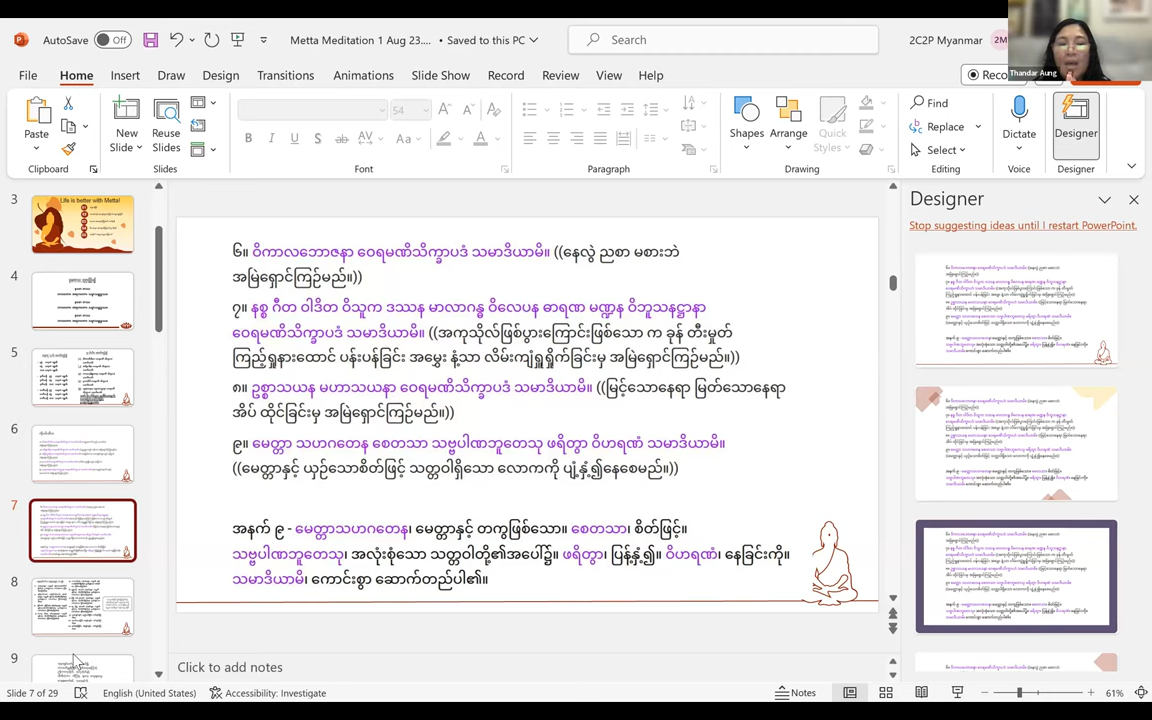 AutoSave Off Metta Meditation 1 Aug 23.... • Saved to this PC Search 2C2P Myanmar 2M
Thandar Aung
File Home Insert Draw Design Transitions Animations Slide Show Record Review View Help Reco
Paste New Slide Reuse Slides 54 Shapes Arrange Quick Styles Find Replace Select Dictate Designer
Clipboard Slides Font Paragraph Drawing Editing Voice Designer
Designer
Stop suggesting ideas until I restart PowerPoint.
3
Life is better with Metta!
4
5
6
7
8
9
၆။ ဝိကာလဘောဇနာ ဝေရမဏိသိက္ခာပဒံ သမာဒိယာမိ။ ((နေလွဲ ညစာ မစားဘဲ
အမြဲရှောင်ကြဉ်မည်။))
၇။ နစ္စ ဂီတ ဝါဒိတ ဝိသူက ဒဿန မာလာဂန္ဓ ဝိလေပန ဓာရဏ မဏ္ဍန ဝိဘူသနဋ္ဌာနာ
ဝေရမဏိသိက္ခာပဒံ သမာဒိယာမိ။ ((အကုသိုလ်ဖြစ်ပွားကြောင်းဖြစ်သော က ခုန် တီးမှုတ်
ကြည့်ရှုနားထောင် ပန်းပန်ခြင်း အမွှေး နံ့သာ လိမ်းကျံရှူရှိုက်ခြင်းမှ အမြဲရှောင်ကြဉ်မည်။))
၈။ ဥစ္စာသယန မဟာသယနာ ဝေရမဏိသိက္ခာပဒံ သမာဒိယာမိ။ ((မြင့်သောနေရာ မြတ်သောနေရာ
အိပ် ထိုင်ခြင်းမှ အမြဲရှောင်ကြဉ်မည်။))
၉။ မေတ္တာ သဟဂတေန စေတသာ သဗ္ဗပါဏဘူတေသု ဖရိတွာ ဝိဟရဏံ သမာဒိယာမိ။
((မေတ္တာနှင့် ယှဉ်သောစိတ်ဖြင့် သတ္တဝါရှိသော လောကကို ပျံ့နှံ့၍နေစေမည်။))
အနက် ၉ - မေတ္တာသဟဂတေန၊ မေတ္တာနှင့် တကွဖြစ်သော။ စေတသာ၊ စိတ်ဖြင့်။
သဗ္ဗပါဏဘူတေသု၊ အလုံးစုံသော သတ္တဝါတို့၏အပေါ်၌။ ဖရိတွာ၊ ပြန့်နှံ့၍။ ဝိဟရဏံ၊ နေခြင်းကို။
သမာဒိယာမိ၊ ကောင်းစွာ ဆောက်တည်ပါ၏။
Click to add notes
Slide 7 of 29 English (United States) Accessibility: Investigate Notes 61%